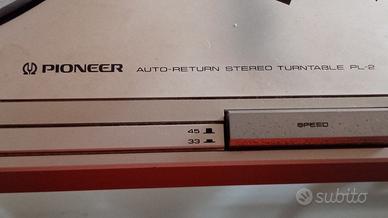 PIONEER AUTO-RETURN STEREO TURNTABLE PL-2
45
33
SPEED
subito